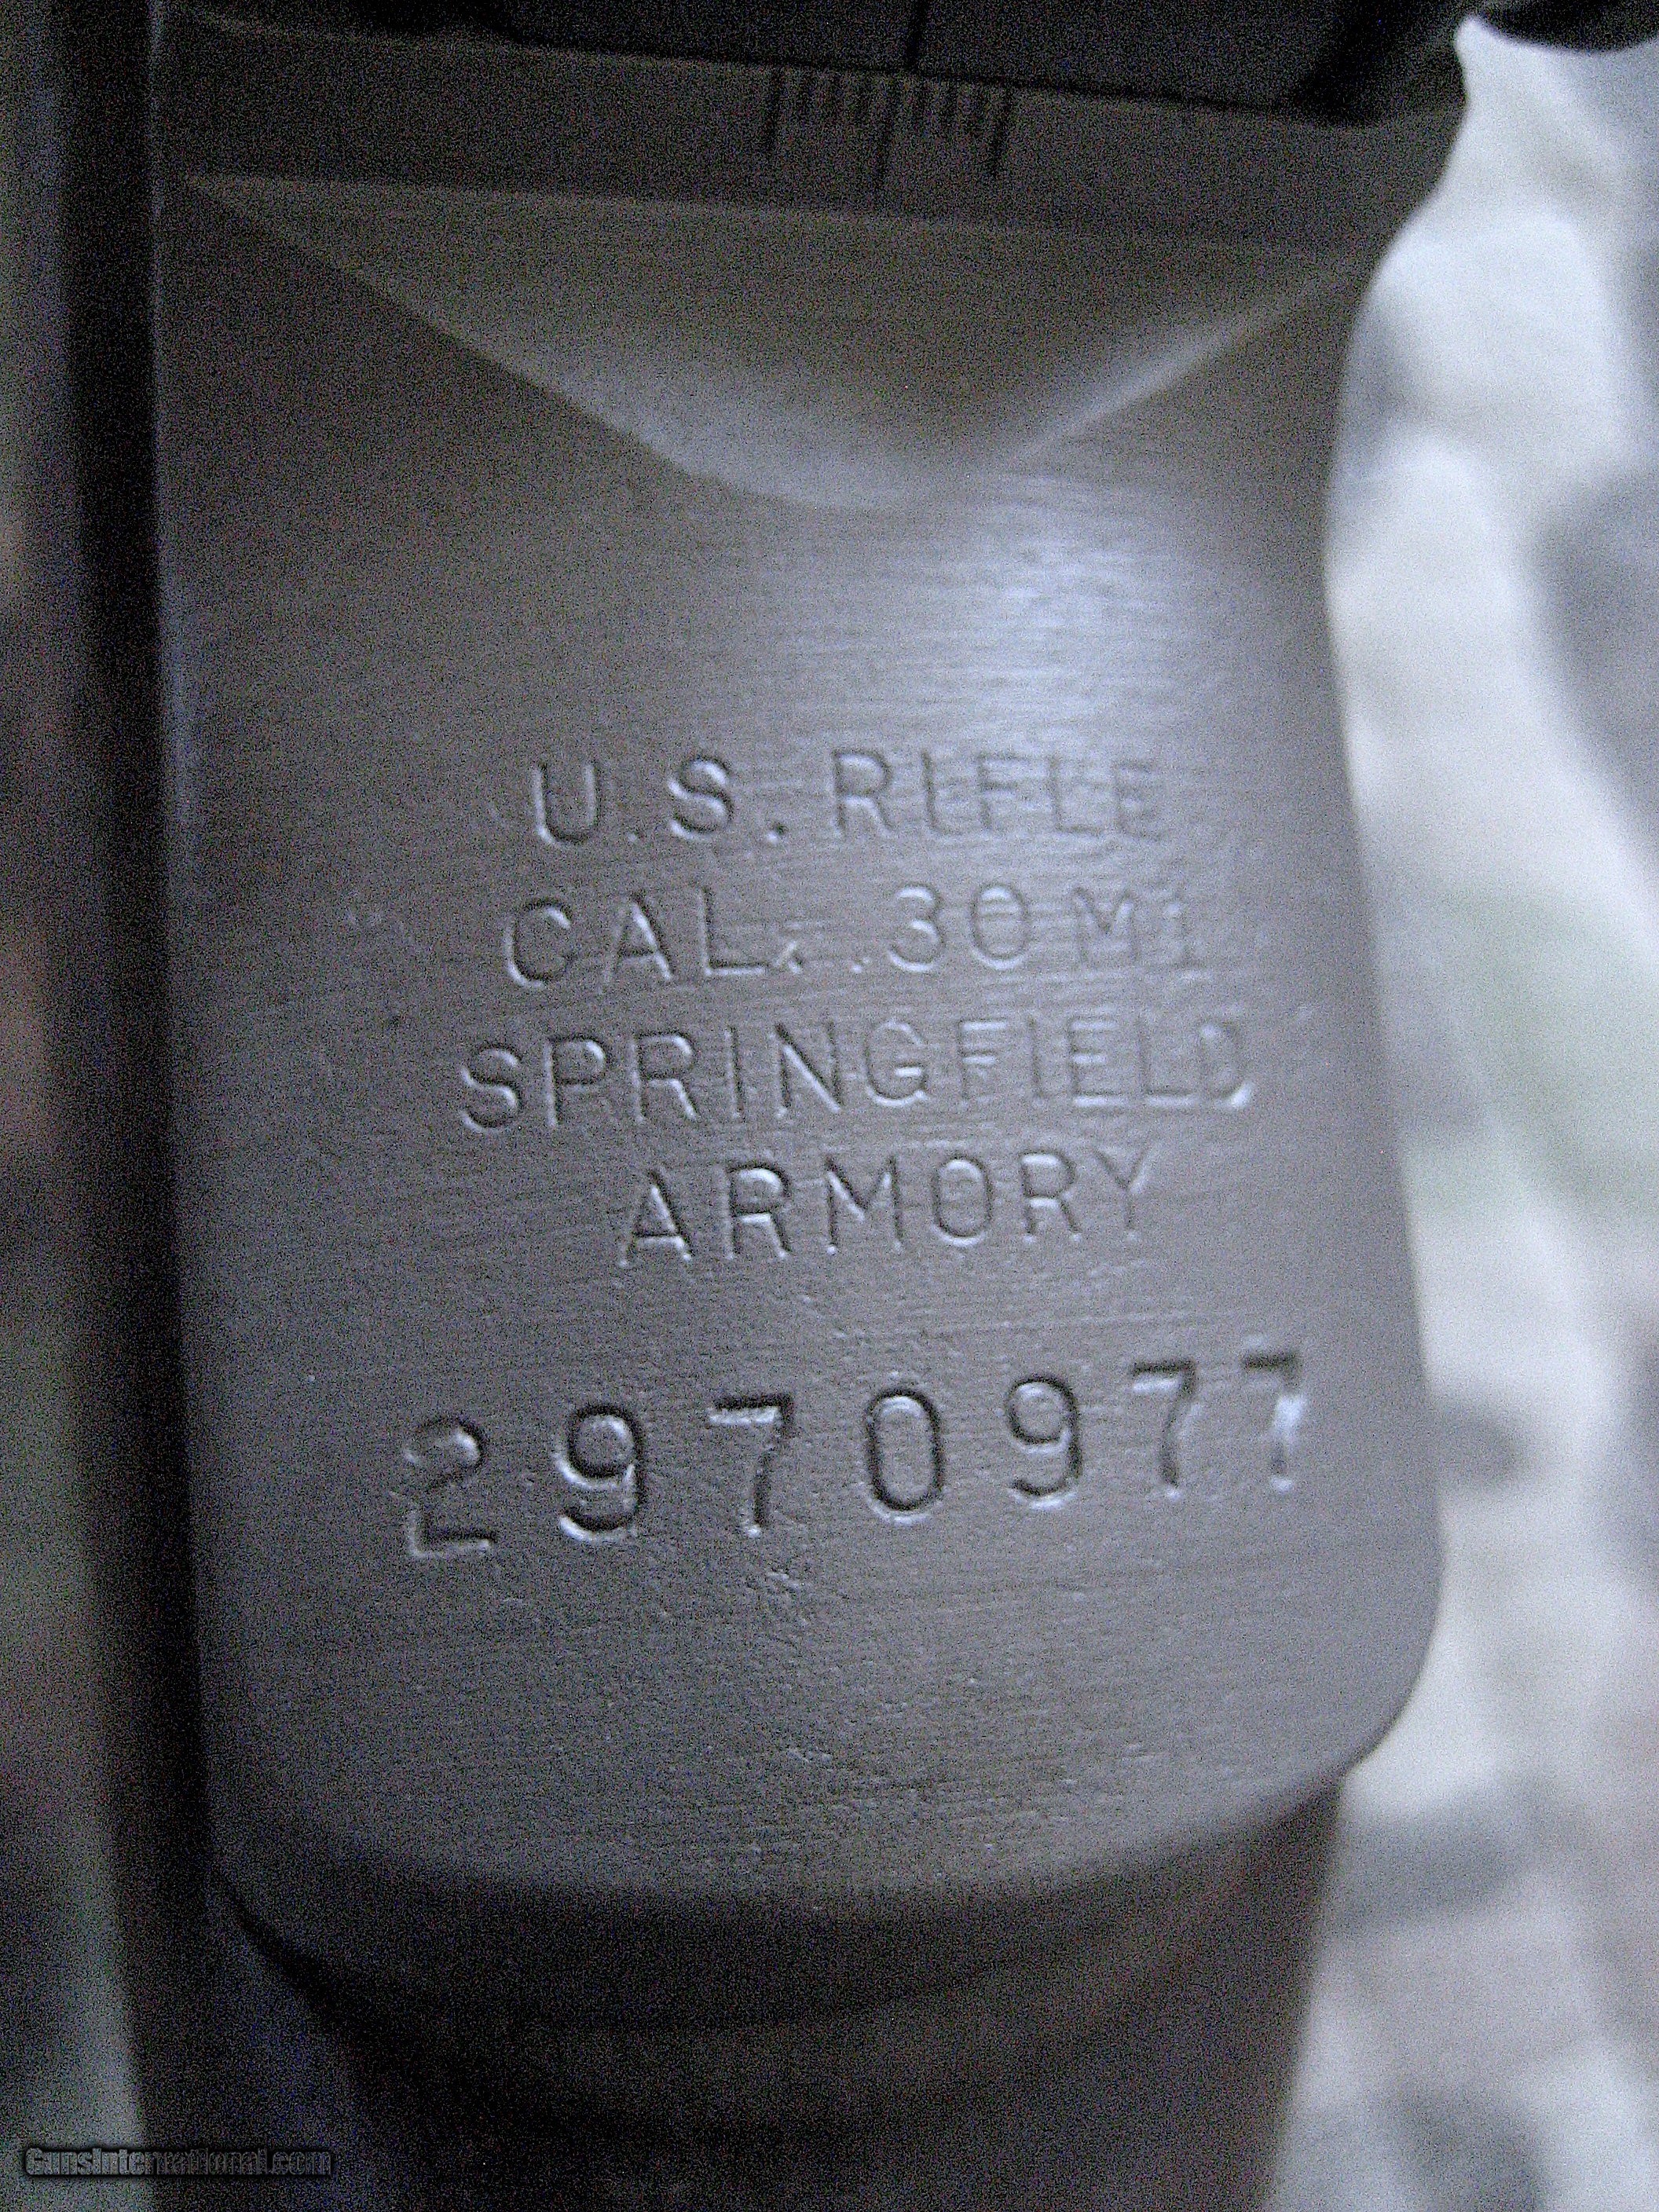 U.S. RIFLE
CAL. .30 M1
SPRINGFIELD
ARMORY
2970977
GunsInternational.com